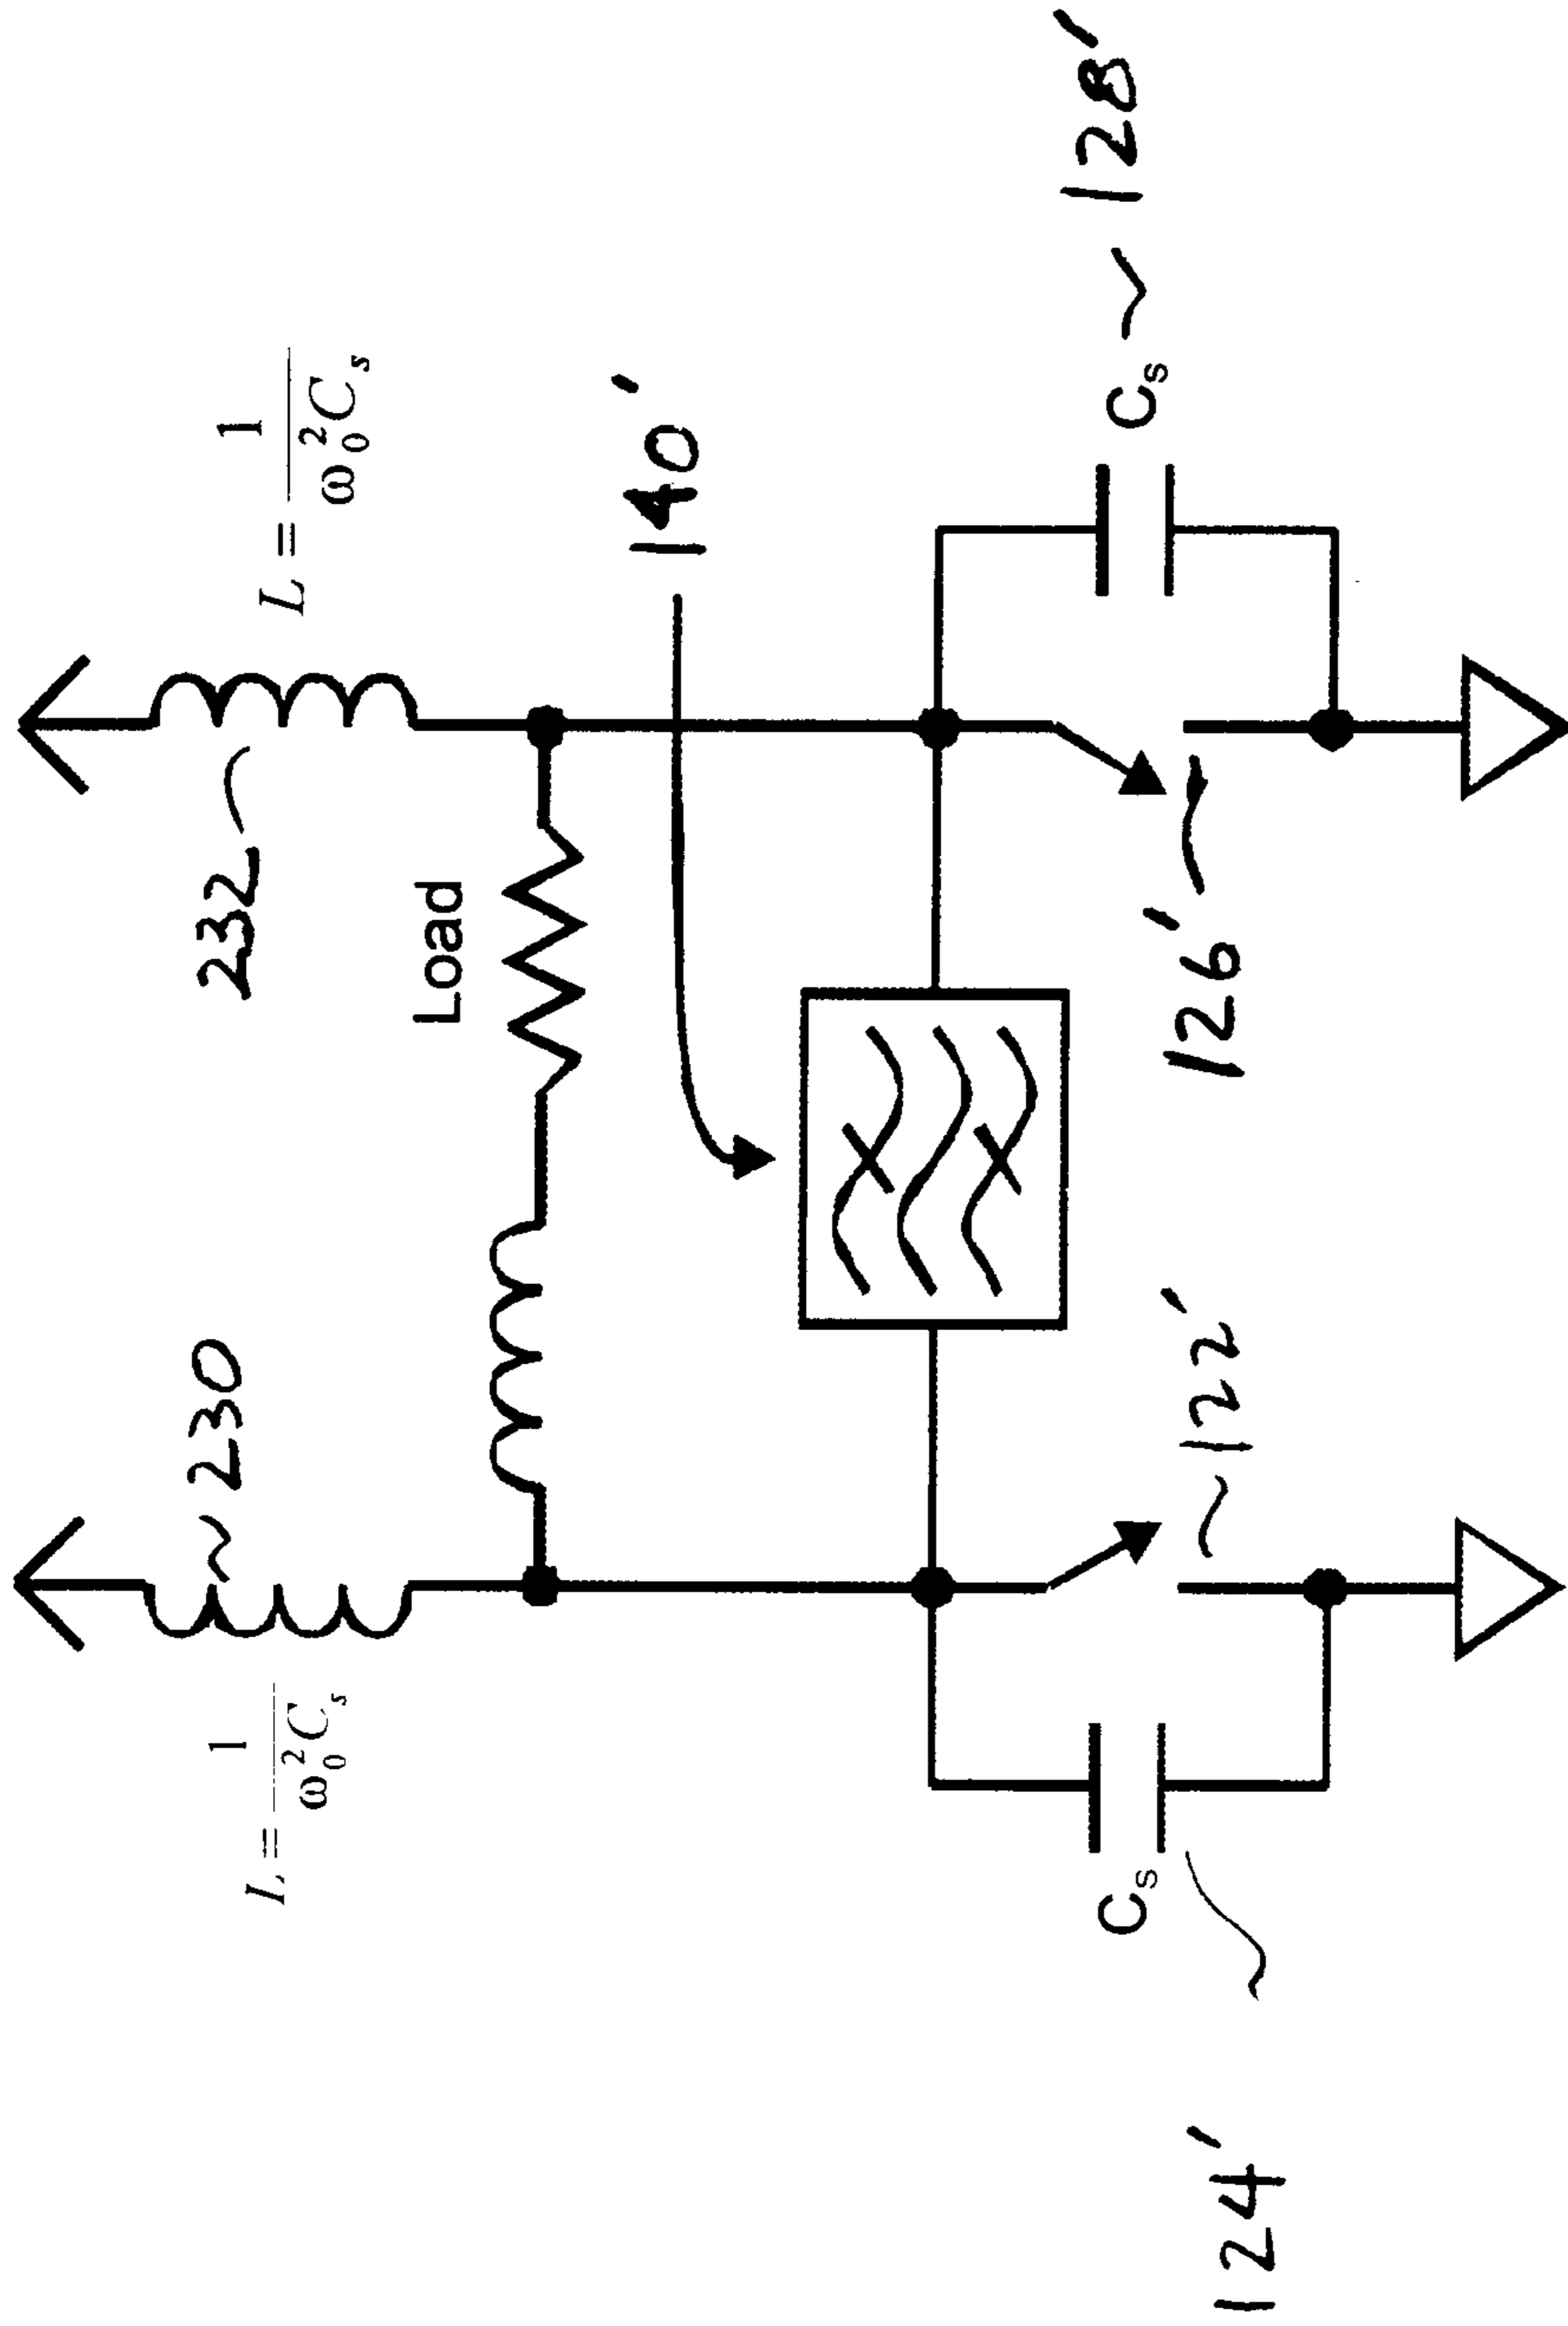 L = 1 / ω₀²Cₛ
230
232
L = 1 / ω₀²Cₛ
Load
140'
Cₛ
124'
122'
126'
Cₛ
128'